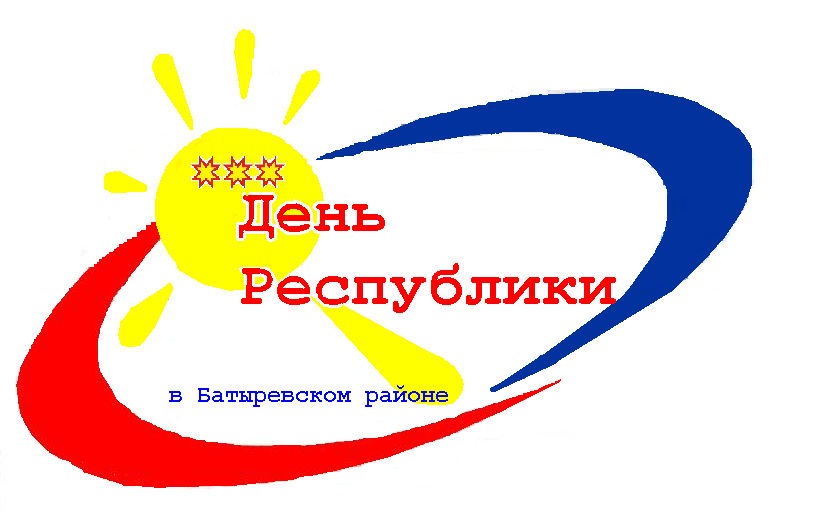 День
Республики
в Батыревском районе